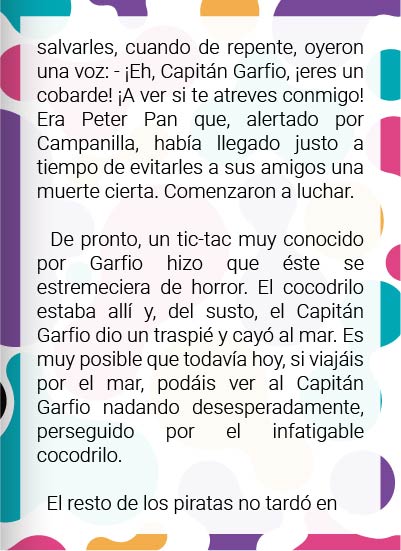 salvarles, cuando de repente, oyeron
una voz: - ¡Eh, Capitán Garfio, ¡eres un
cobarde! ¡A ver si te atreves conmigo!
Era Peter Pan que, alertado por
Campanilla, había llegado justo a
tiempo de evitarles a sus amigos una
muerte cierta. Comenzaron a luchar.
De pronto, un tic-tac muy conocido
por Garfio hizo que éste se
estremeciera de horror. El cocodrilo
estaba allí y, del susto, el Capitán
Garfio dio un traspié y cayó al mar. Es
muy posible que todavía hoy, si viajáis
por el mar, podáis ver al Capitán
Garfio nadando desesperadamente,
perseguido por el infatigable
cocodrilo.
El resto de los piratas no tardó en